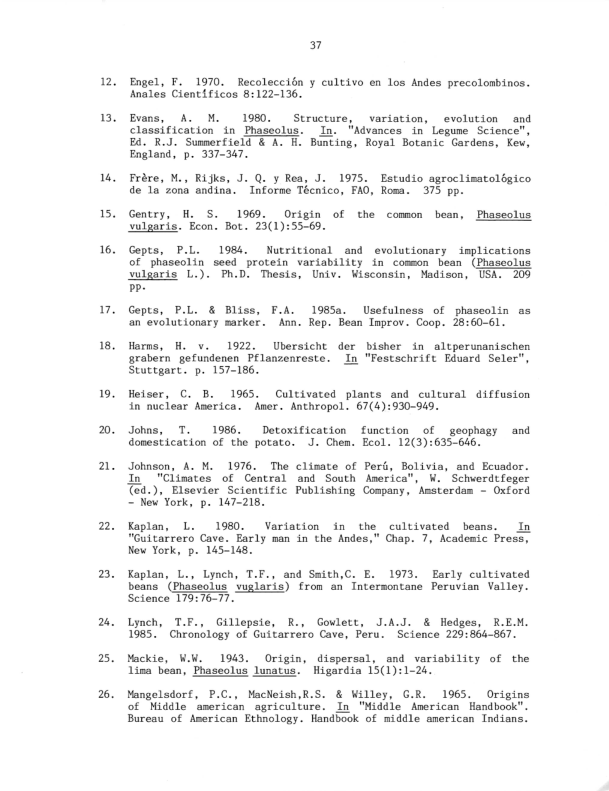 37
12. Engel, F. 1970. Recolección y cultivo en los Andes precolombinos.
Anales Científicos 8:122-136.
13. Evans, A. M. 1980. Structure, variation, evolution and
classification in Phaseolus. In. "Advances in Legume Science",
Ed. R.J. Summerfield & A. H. Bunting, Royal Botanic Gardens, Kew,
England, p. 337-347.
14. Frère, M., Rijks, J. Q. y Rea, J. 1975. Estudio agroclimatológico
de la zona andina. Informe Técnico, FAO, Roma. 375 pp.
15. Gentry, H. S. 1969. Origin of the common bean, Phaseolus
vulgaris. Econ. Bot. 23(1):55-69.
16. Gepts, P.L. 1984. Nutritional and evolutionary implications
of phaseolin seed protein variability in common bean (Phaseolus
vulgaris L.). Ph.D. Thesis, Univ. Wisconsin, Madison, USA. 209
pp.
17. Gepts, P.L. & Bliss, F.A. 1985a. Usefulness of phaseolin as
an evolutionary marker. Ann. Rep. Bean Improv. Coop. 28:60-61.
18. Harms, H. v. 1922. Ubersicht der bisher in altperunanischen
grabern gefundenen Pflanzenreste. In "Festschrift Eduard Seler",
Stuttgart. p. 157-186.
19. Heiser, C. B. 1965. Cultivated plants and cultural diffusion
in nuclear America. Amer. Anthropol. 67(4):930-949.
20. Johns, T. 1986. Detoxification function of geophagy and
domestication of the potato. J. Chem. Ecol. 12(3):635-646.
21. Johnson, A. M. 1976. The climate of Perú, Bolivia, and Ecuador.
In "Climates of Central and South America", W. Schwerdtfeger
(ed.), Elsevier Scientific Publishing Company, Amsterdam - Oxford
- New York, p. 147-218.
22. Kaplan, L. 1980. Variation in the cultivated beans. In
"Guitarrero Cave. Early man in the Andes," Chap. 7, Academic Press,
New York, p. 145-148.
23. Kaplan, L., Lynch, T.F., and Smith,C. E. 1973. Early cultivated
beans (Phaseolus vuglaris) from an Intermontane Peruvian Valley.
Science 179:76-77.
24. Lynch, T.F., Gillepsie, R., Gowlett, J.A.J. & Hedges, R.E.M.
1985. Chronology of Guitarrero Cave, Peru. Science 229:864-867.
25. Mackie, W.W. 1943. Origin, dispersal, and variability of the
lima bean, Phaseolus lunatus. Higardia 15(1):1-24.
26. Mangelsdorf, P.C., MacNeish,R.S. & Willey, G.R. 1965. Origins
of Middle american agriculture. In "Middle American Handbook".
Bureau of American Ethnology. Handbook of middle american Indians.